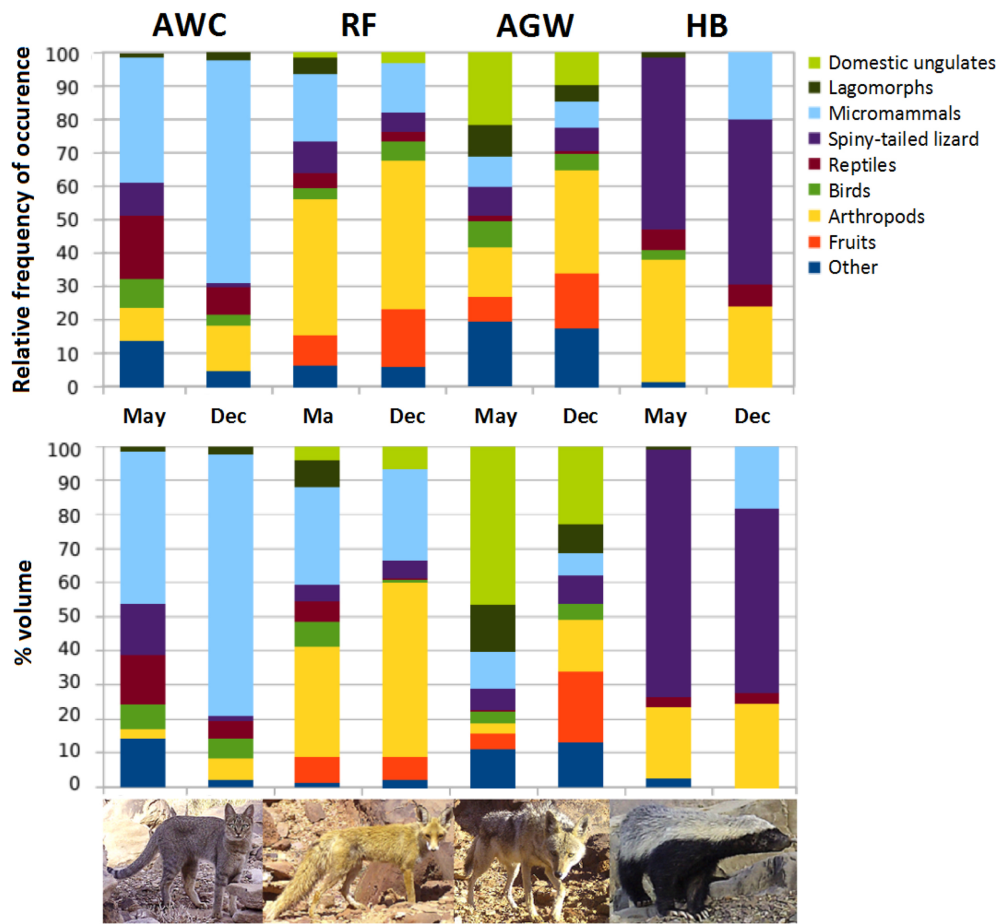 AWC RF AGW HB
Relative frequency of occurence
100
90
80
70
60
50
40
30
20
10
0
Domestic ungulates
Lagomorphs
Micromammals
Spiny-tailed lizard
Reptiles
Birds
Arthropods
Fruits
Other
May Dec Ma Dec May Dec May Dec
% volume
100
90
80
70
60
50
40
30
20
10
0